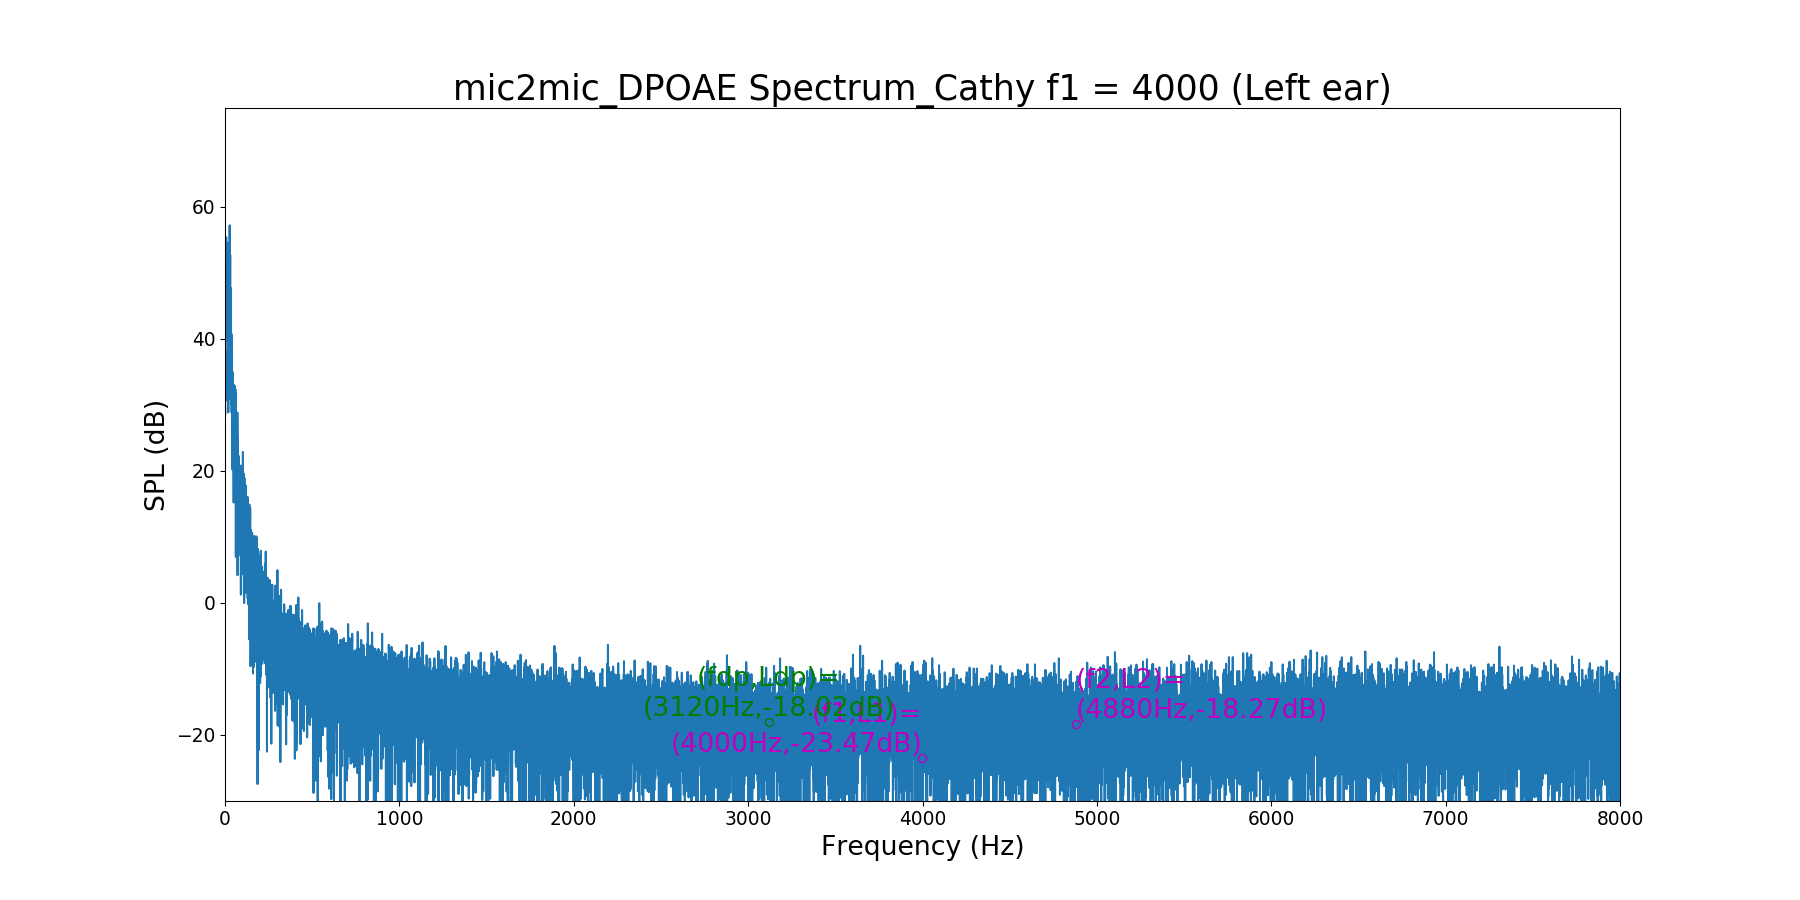 mic2mic_DPOAE Spectrum_Cathy f1 = 4000 (Left ear)
SPL (dB)
60
40
20
0
−20
(fdp,Ldp)=
(3120Hz,-18.02dB)
(f1,L1)=
(4000Hz,-23.47dB)
(f2,L2)=
(4880Hz,-18.27dB)
0 1000 2000 3000 4000 5000 6000 7000 8000
Frequency (Hz)